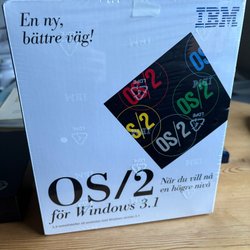 En ny,
bättre väg!
IBM
OS/2
OS/2
OS/2
OS/2
OS/2
för Windows 3.1
När du vill nå
en högre nivå